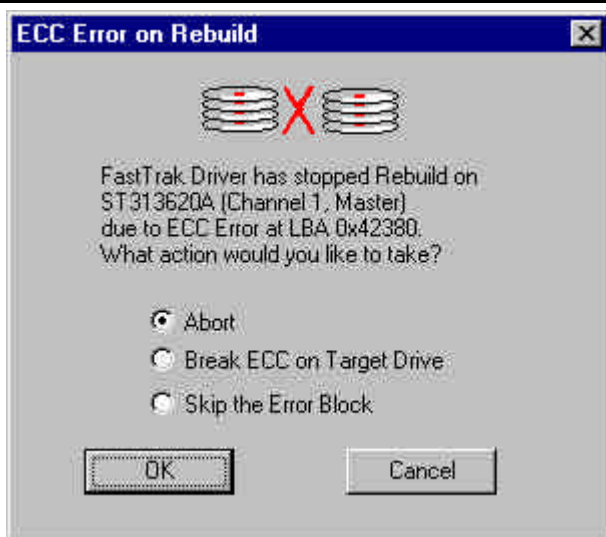 ECC Error on Rebuild
FastTrak Driver has stopped Rebuild on
ST313620A (Channel 1, Master)
due to ECC Error at LBA 0x42380.
What action would you like to take?
Abort
Break ECC on Target Drive
Skip the Error Block
OK
Cancel